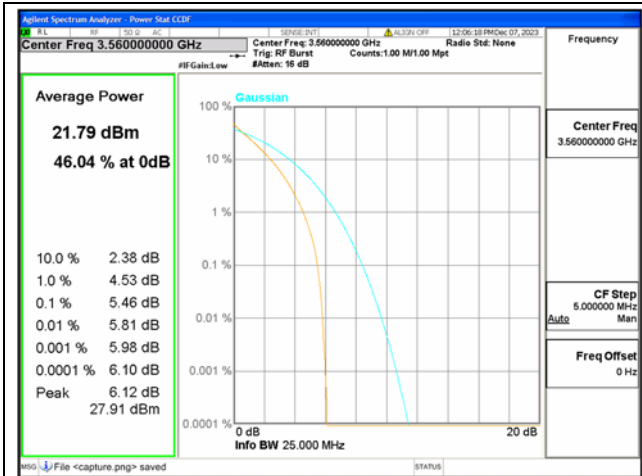 Agilent Spectrum Analyzer - Power Stat CCDF
RL RF 50 Ω AC SENSE:INT ALIGN OFF 12:06:18 PM Dec 07, 2023
Center Freq 3.560000000 GHz
Center Freq: 3.560000000 GHz Radio Std: None
Trig: RF Burst Counts:1.00 M/1.00 Mpt
#IFGain:Low #Atten: 16 dB
Frequency
Average Power
21.79 dBm
46.04 % at 0dB
10.0 % 2.38 dB
1.0 % 4.53 dB
0.1 % 5.46 dB
0.01 % 5.81 dB
0.001 % 5.98 dB
0.0001 % 6.10 dB
Peak 6.12 dB
27.91 dBm
Gaussian
100 %
10 %
1 %
0.1 %
0.01 %
0.001 %
0.0001 %
0 dB 20 dB
Info BW 25.000 MHz
Center Freq
3.560000000 GHz
CF Step
5.000000 MHz
Auto Man
Freq Offset
0 Hz
MSG File <capture.png> saved STATUS